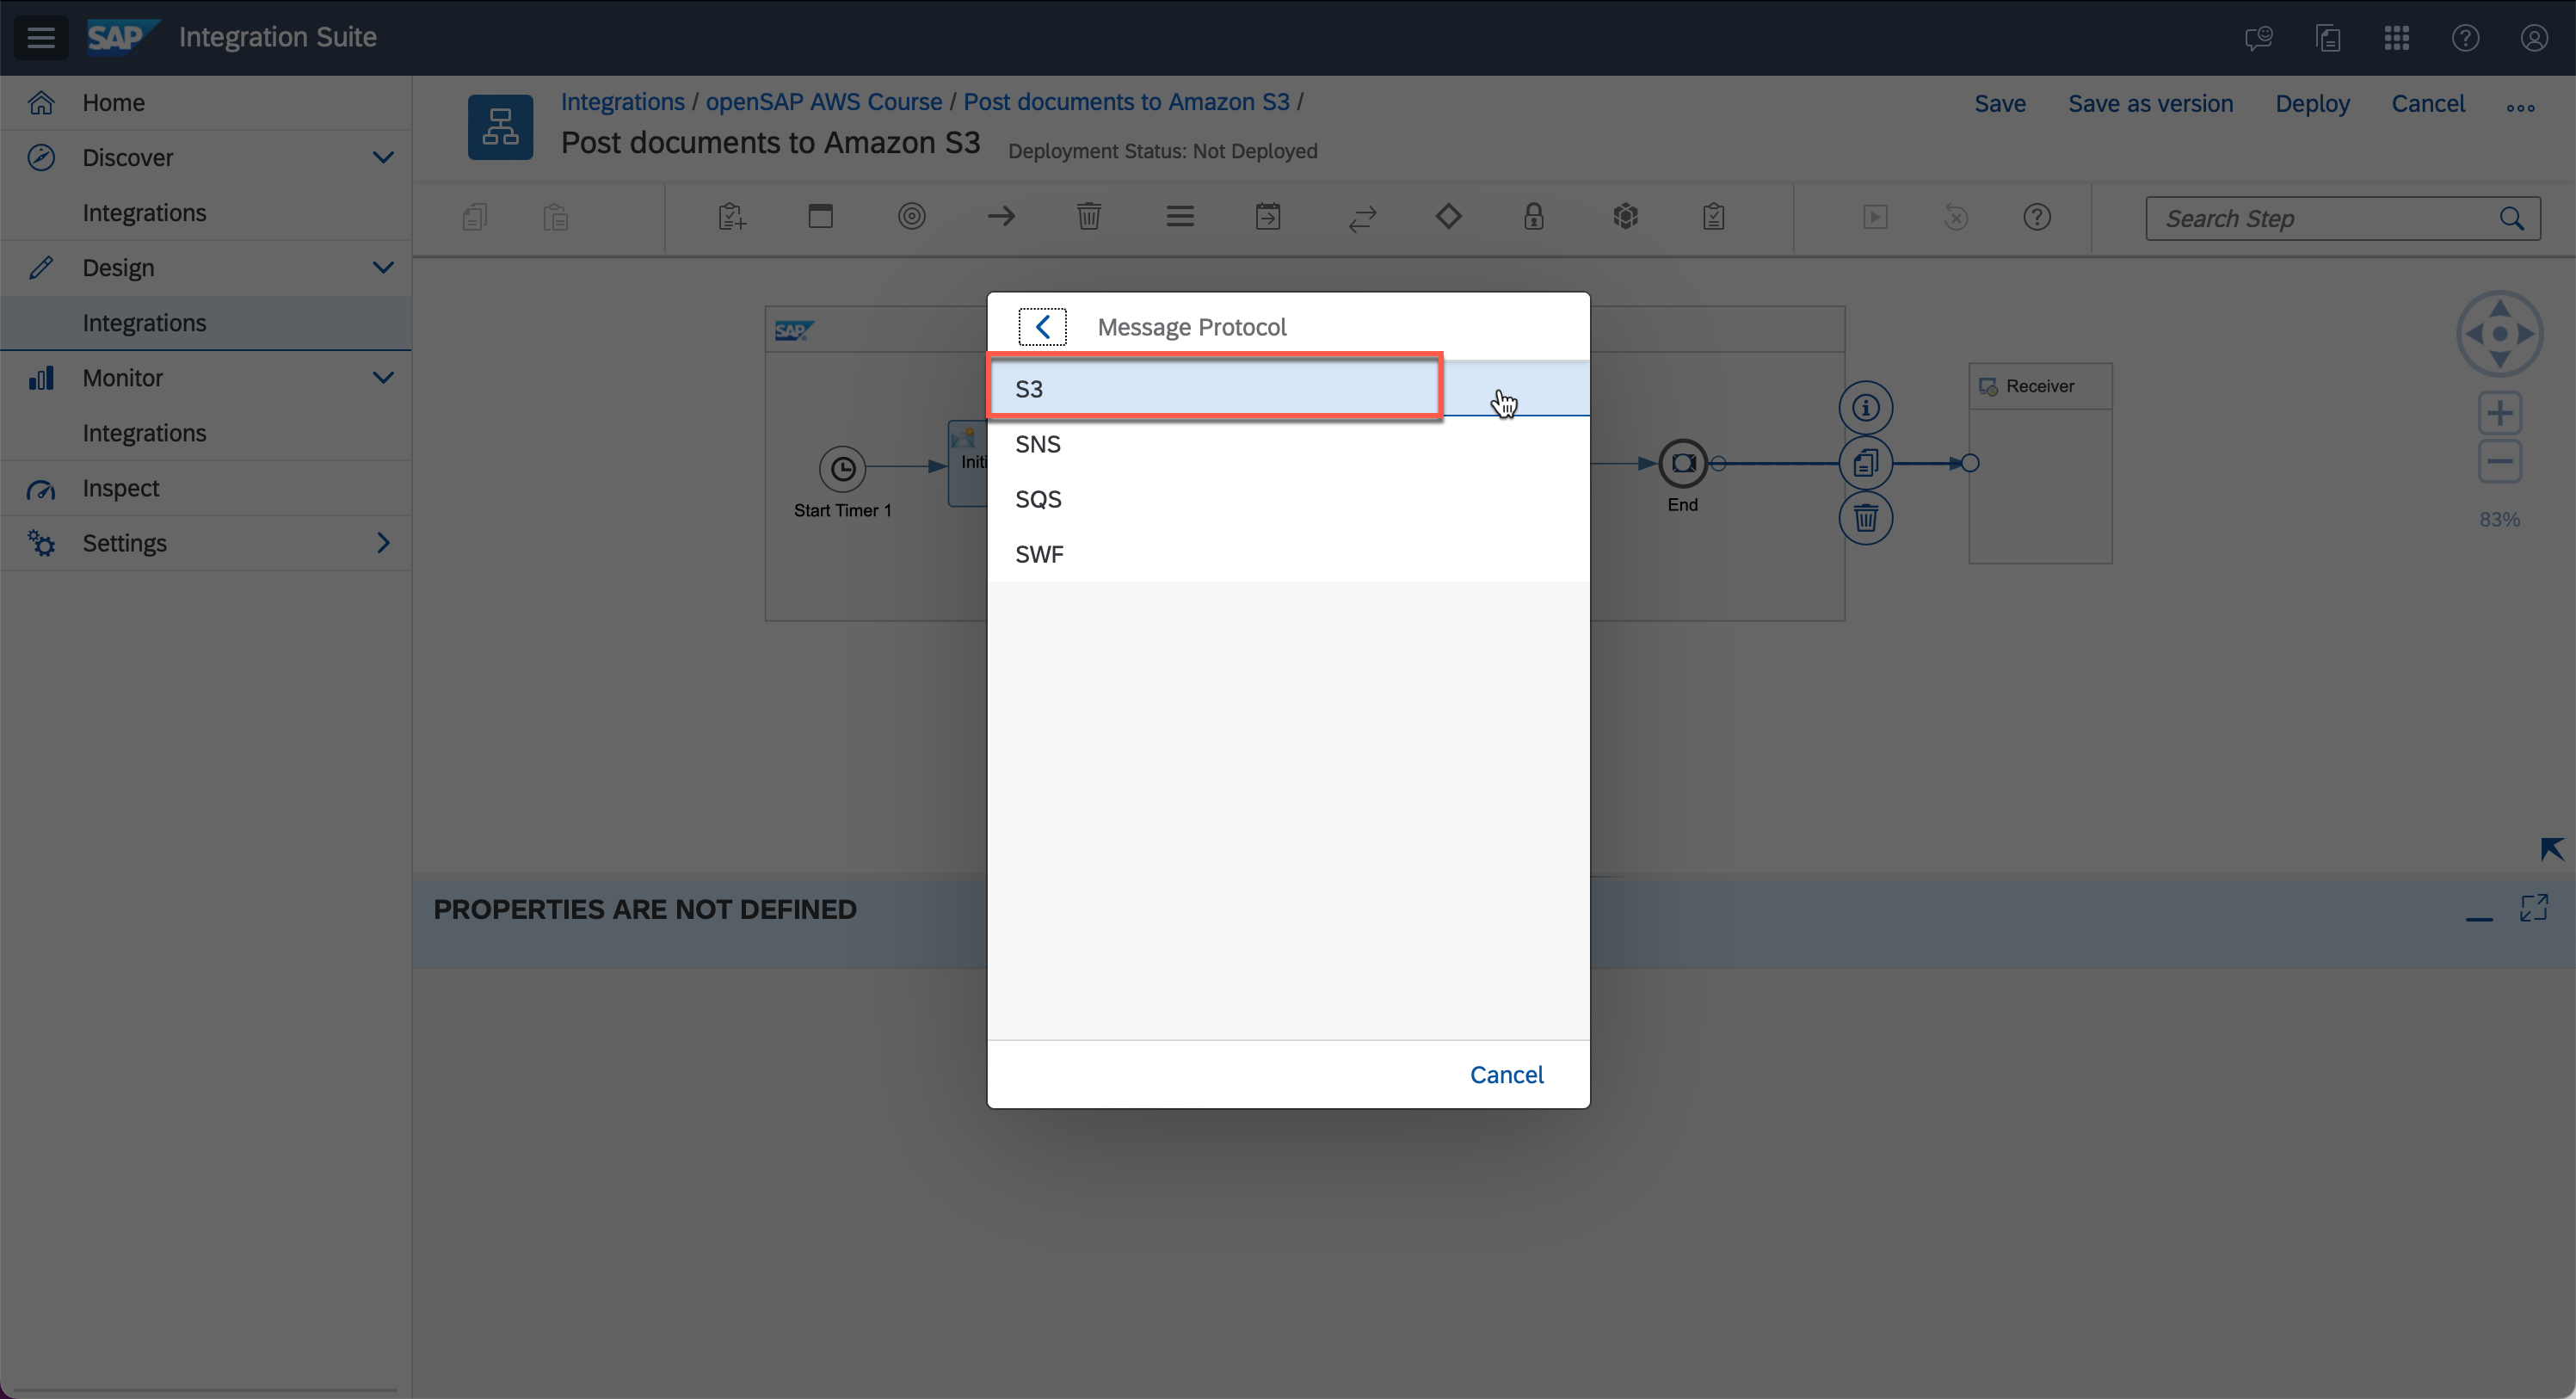 SAP Integration Suite
Home
Discover
Integrations
Design
Integrations
Monitor
Integrations
Inspect
Settings
Integrations / openSAP AWS Course / Post documents to Amazon S3 /
Post documents to Amazon S3 Deployment Status: Not Deployed
Save Save as version Deploy Cancel
Search Step
SAP
Start Timer 1
Initi
End
Receiver
83%
Message Protocol
S3
SNS
SQS
SWF
Cancel
PROPERTIES ARE NOT DEFINED